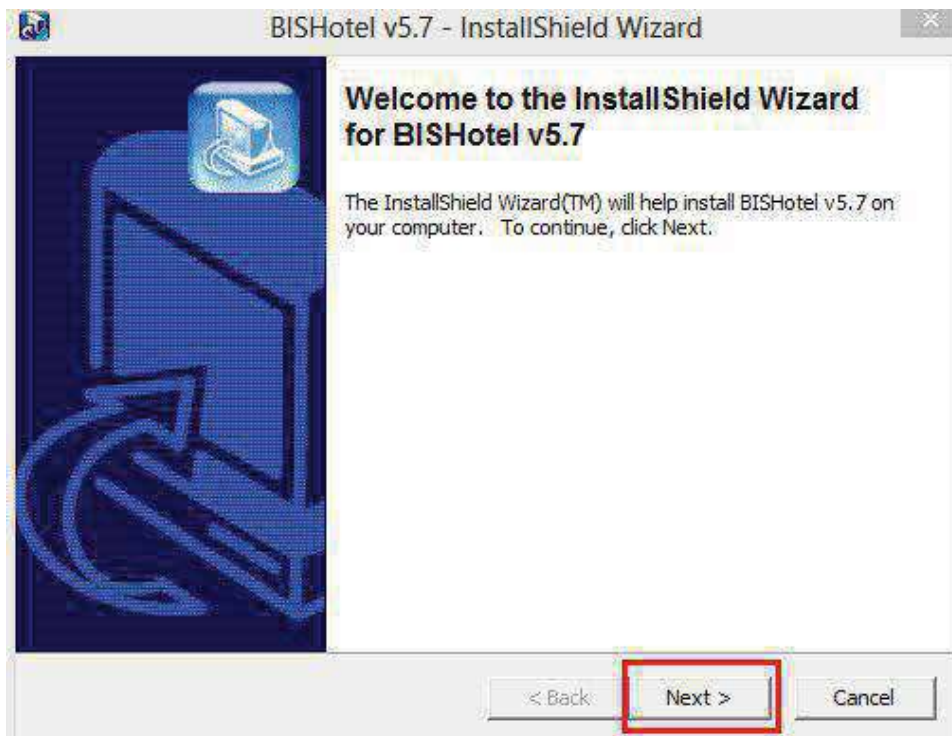 BISHotel v5.7 - InstallShield Wizard
Welcome to the InstallShield Wizard
for BISHotel v5.7
The InstallShield Wizard(TM) will help install BISHotel v5.7 on
your computer. To continue, click Next.
< Back
Next >
Cancel